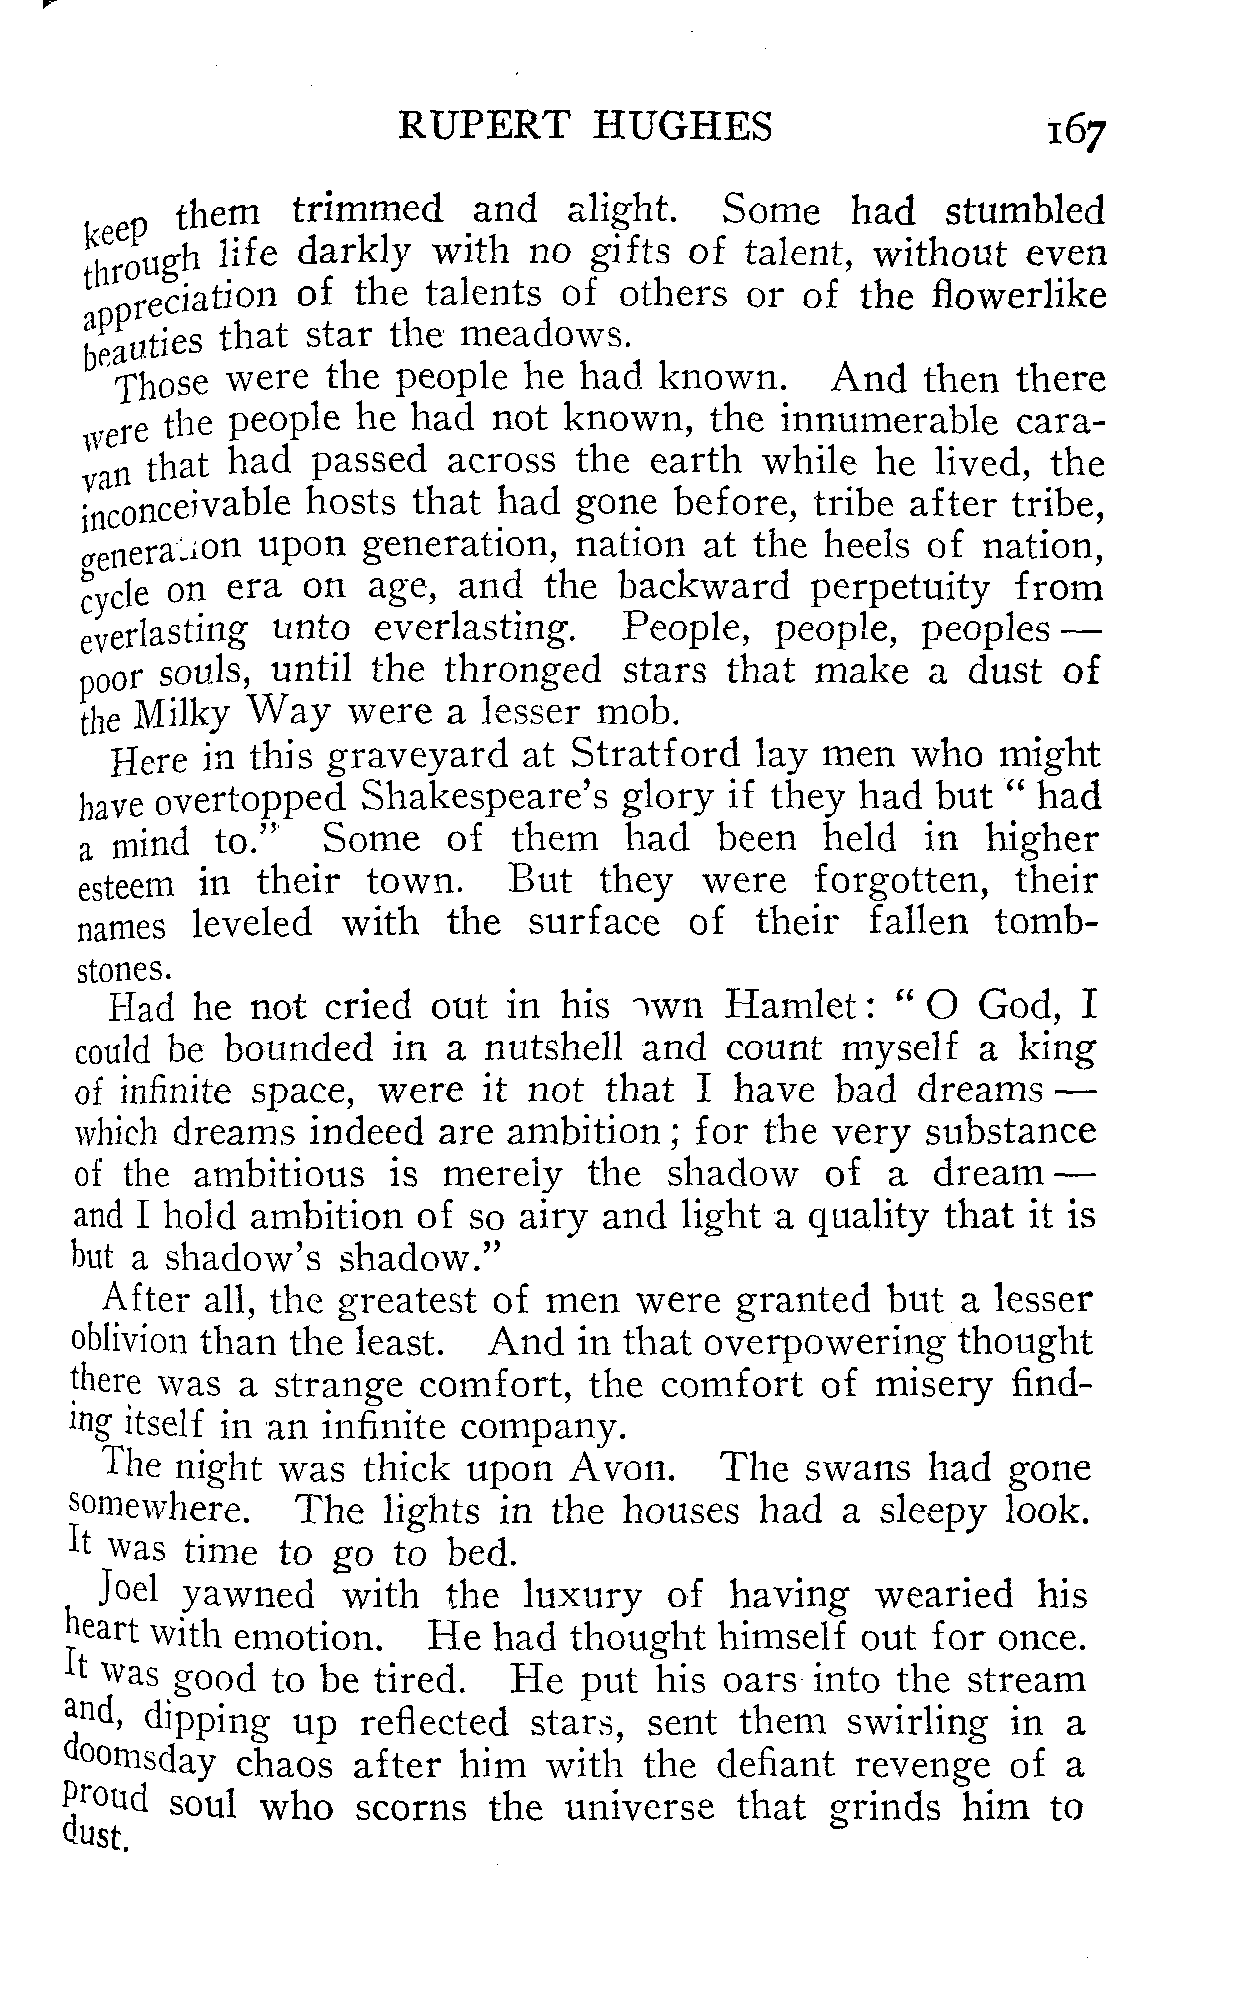 RUPERT HUGHES 167
keep them trimmed and alight. Some had stumbled
through life darkly with no gifts of talent, without even
appreciation of the talents of others or of the flowerlike
beauties that star the meadows.
Those were the people he had known. And then there
were the people he had not known, the innumerable cara-
van that had passed across the earth while he lived, the
inconceivable hosts that had gone before, tribe after tribe,
generation upon generation, nation at the heels of nation,
cycle on era on age, and the backward perpetuity from
everlasting unto everlasting. People, people, peoples —
poor souls, until the thronged stars that make a dust of
the Milky Way were a lesser mob.
Here in this graveyard at Stratford lay men who might
have overtopped Shakespeare's glory if they had but " had
a mind to." Some of them had been held in higher
esteem in their town. But they were forgotten, their
names leveled with the surface of their fallen tomb-
stones.
Had he not cried out in his own Hamlet: " O God, I
could be bounded in a nutshell and count myself a king
of infinite space, were it not that I have bad dreams —
which dreams indeed are ambition; for the very substance
of the ambitious is merely the shadow of a dream —
and I hold ambition of so airy and light a quality that it is
but a shadow's shadow."
After all, the greatest of men were granted but a lesser
oblivion than the least. And in that overpowering thought
there was a strange comfort, the comfort of misery find-
ing itself in an infinite company.
The night was thick upon Avon. The swans had gone
somewhere. The lights in the houses had a sleepy look.
It was time to go to bed.
Joel yawned with the luxury of having wearied his
heart with emotion. He had thought himself out for once.
It was good to be tired. He put his oars into the stream
and, dipping up reflected stars, sent them swirling in a
doomsday chaos after him with the defiant revenge of a
proud soul who scorns the universe that grinds him to
dust.